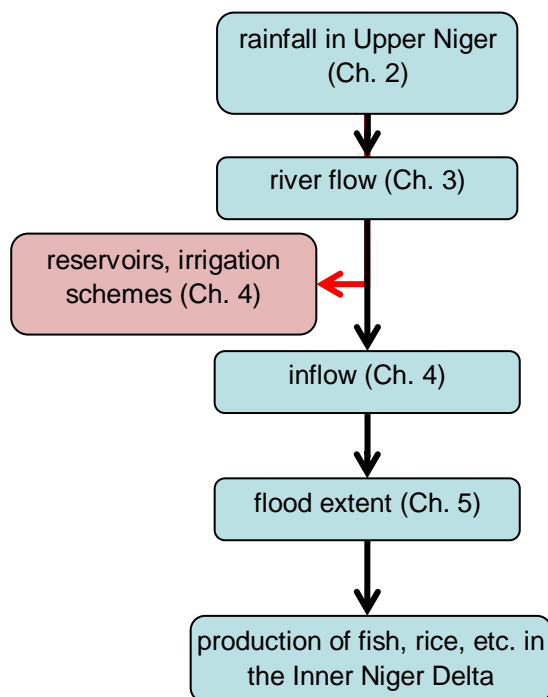 rainfall in Upper Niger
(Ch. 2)
river flow (Ch. 3)
reservoirs, irrigation
schemes (Ch. 4)
inflow (Ch. 4)
flood extent (Ch. 5)
production of fish, rice, etc. in
the Inner Niger Delta